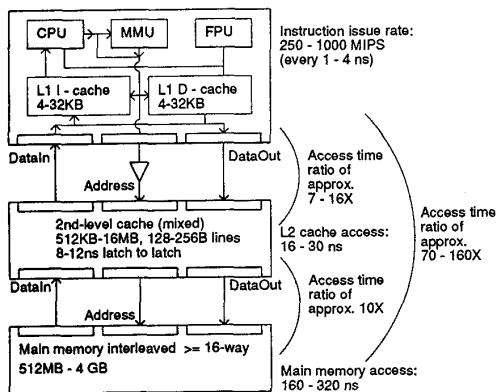 CPU
MMU
FPU
L1 I - cache
4-32KB
L1 D - cache
4-32KB
Instruction issue rate:
250 - 1000 MIPS
(every 1 - 4 ns)
DataIn
Address
DataOut
Access time
ratio of
approx.
7 - 16X
2nd-level cache (mixed)
512KB-16MB, 128-256B lines
8-12ns latch to latch
L2 cache access:
16 - 30 ns
Access time
ratio of
approx.
70 - 160X
DataIn
Address
DataOut
Access time
ratio of
approx. 10X
Main memory interleaved >= 16-way
512MB - 4 GB
Main memory access:
160 - 320 ns